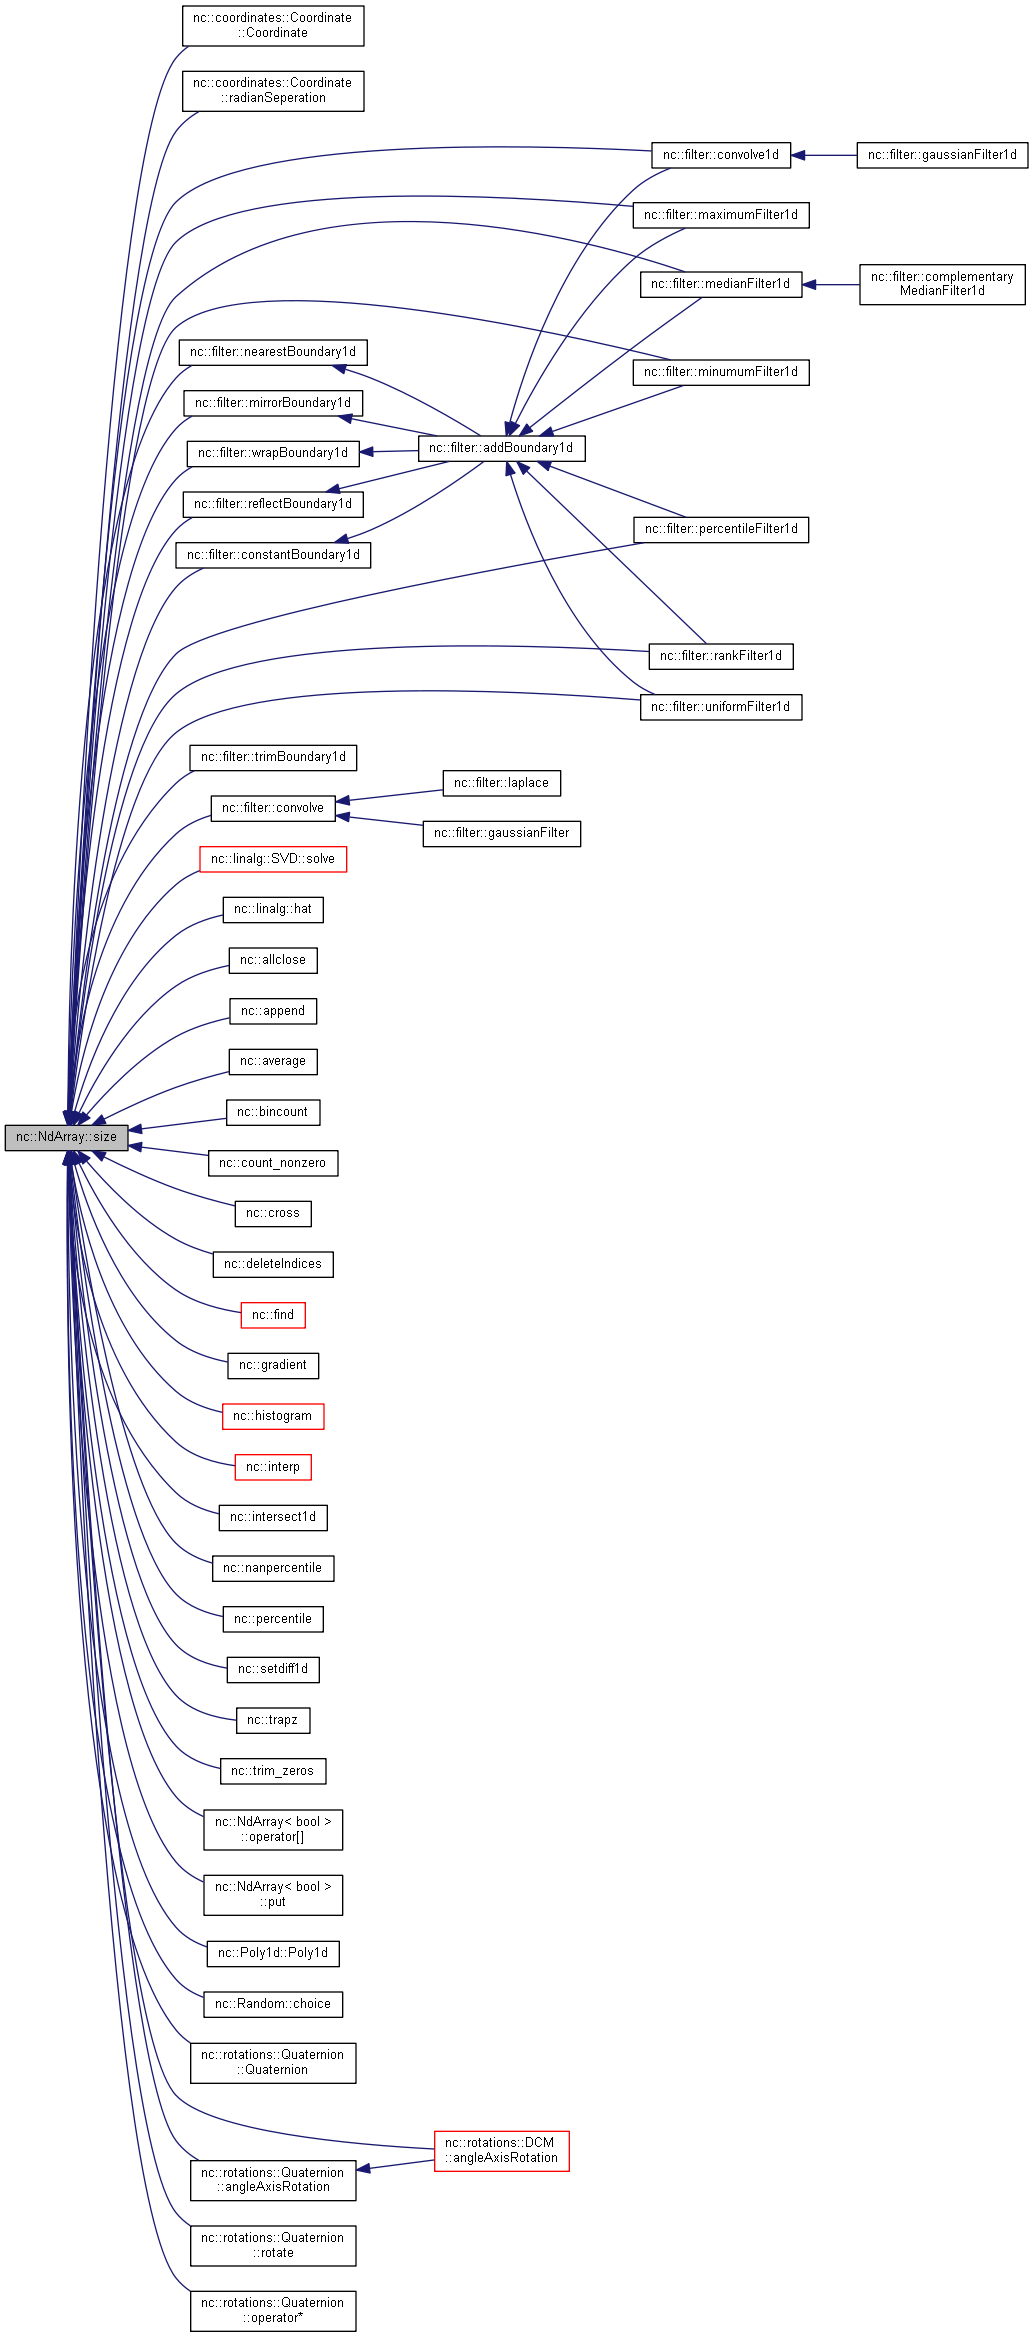 nc::coordinates::Coordinate
::Coordinate
nc::coordinates::Coordinate
::radianSeperation
nc::filter::convolve1d
nc::filter::gaussianFilter1d
nc::filter::maximumFilter1d
nc::filter::medianFilter1d
nc::filter::complementary
MedianFilter1d
nc::filter::nearestBoundary1d
nc::filter::minumumFilter1d
nc::filter::mirrorBoundary1d
nc::filter::wrapBoundary1d
nc::filter::addBoundary1d
nc::filter::reflectBoundary1d
nc::filter::percentileFilter1d
nc::filter::constantBoundary1d
nc::filter::rankFilter1d
nc::filter::uniformFilter1d
nc::filter::trimBoundary1d
nc::filter::laplace
nc::filter::convolve
nc::filter::gaussianFilter
nc::linalg::SVD::solve
nc::linalg::hat
nc::allclose
nc::append
nc::average
nc::bincount
nc::NdArray::size
nc::count_nonzero
nc::cross
nc::deleteIndices
nc::find
nc::gradient
nc::histogram
nc::interp
nc::intersect1d
nc::nanpercentile
nc::percentile
nc::setdiff1d
nc::trapz
nc::trim_zeros
nc::NdArray< bool >
::operator[]
nc::NdArray< bool >
::put
nc::Poly1d::Poly1d
nc::Random::choice
nc::rotations::Quaternion
::Quaternion
nc::rotations::DCM
::angleAxisRotation
nc::rotations::Quaternion
::angleAxisRotation
nc::rotations::Quaternion
::rotate
nc::rotations::Quaternion
::operator*